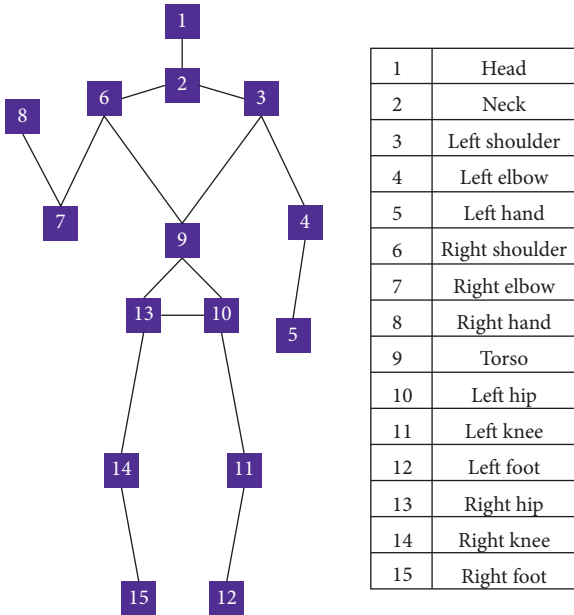 1
2
6
3
8
7
4
9
13
10
5
14
11
15
12
1 Head
2 Neck
3 Left shoulder
4 Left elbow
5 Left hand
6 Right shoulder
7 Right elbow
8 Right hand
9 Torso
10 Left hip
11 Left knee
12 Left foot
13 Right hip
14 Right knee
15 Right foot